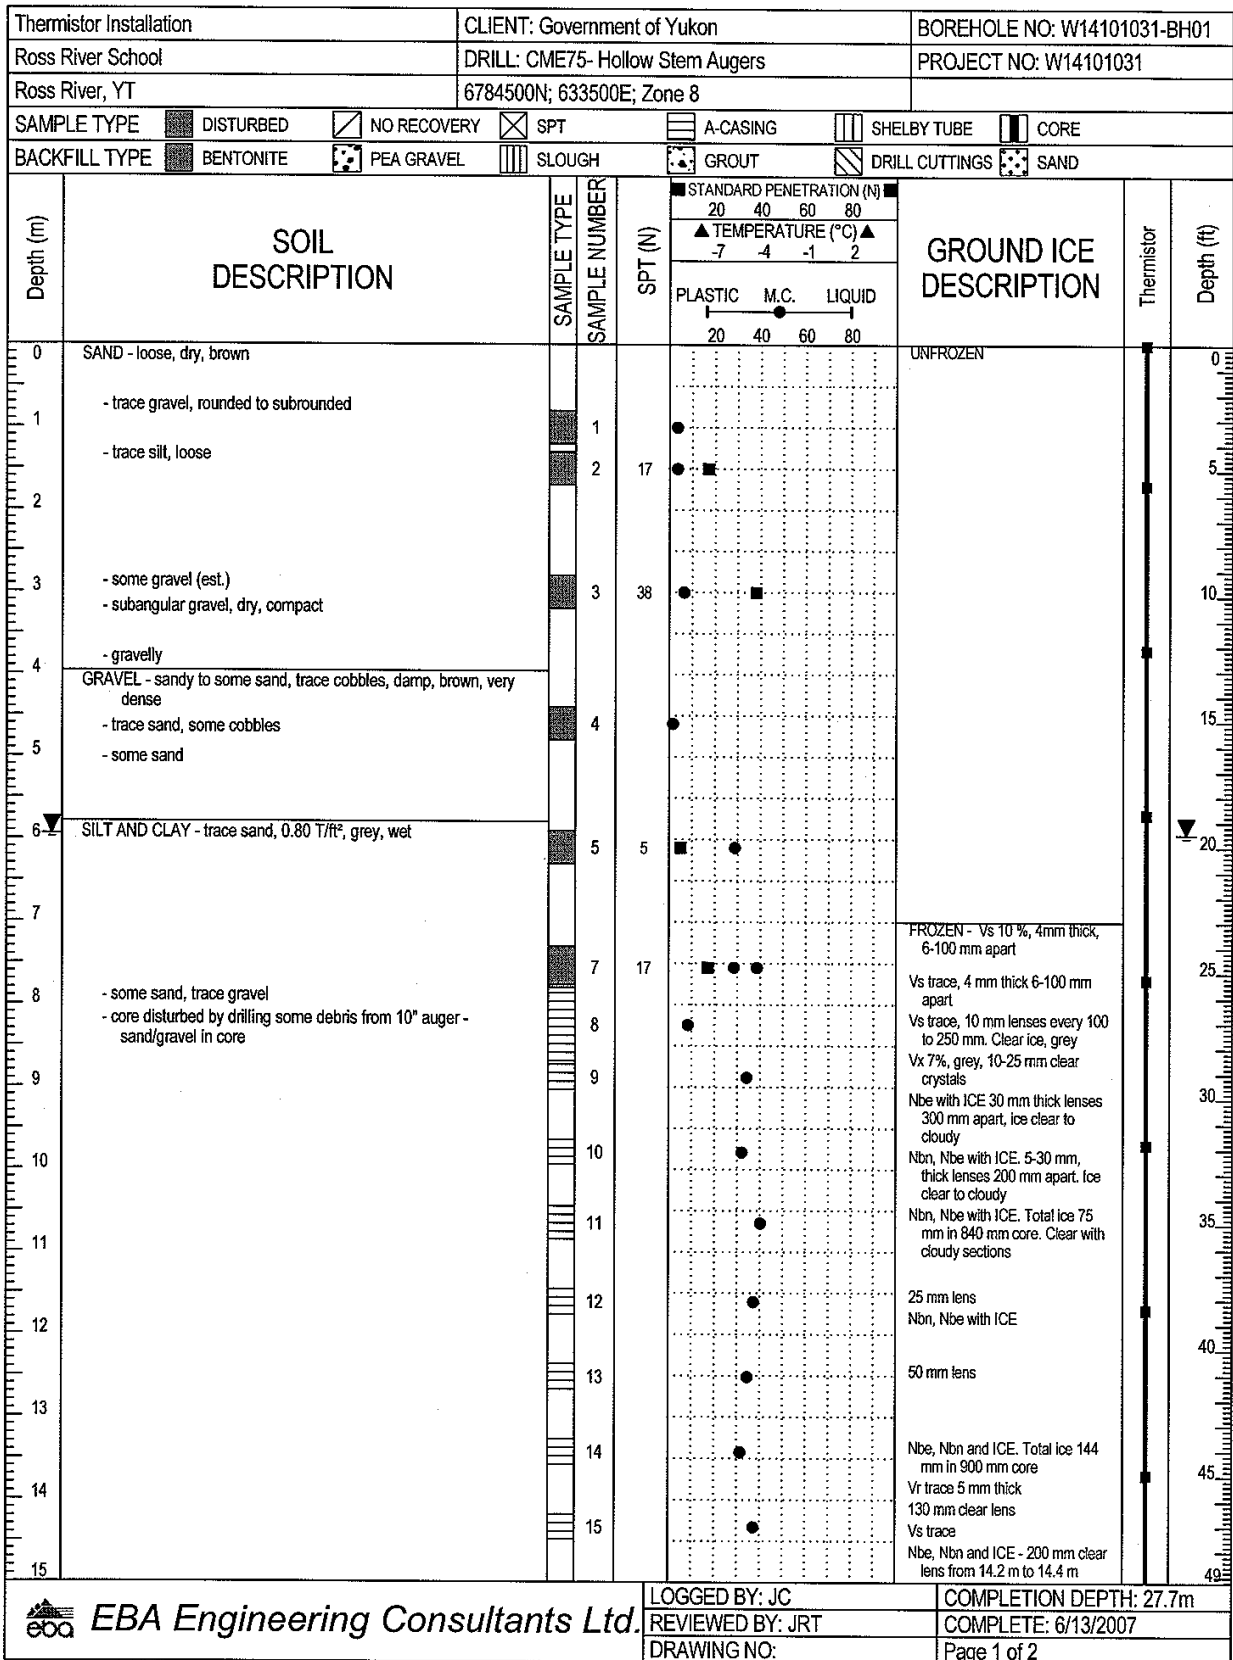 Thermistor Installation
CLIENT: Government of Yukon
BOREHOLE NO: W14101031-BH01
Ross River School
DRILL: CME75- Hollow Stem Augers
PROJECT NO: W14101031
Ross River, YT
6784500N; 633500E; Zone 8
SAMPLE TYPE DISTURBED NO RECOVERY SPT A-CASING SHELBY TUBE CORE
BACKFILL TYPE BENTONITE PEA GRAVEL SLOUGH GROUT DRILL CUTTINGS SAND
Depth (m)
SOIL
DESCRIPTION
SAMPLE TYPE
SAMPLE NUMBER
SPT (N)
STANDARD PENETRATION (N)
20 40 60 80
TEMPERATURE (°C)
-7 -4 -1 2
PLASTIC M.C. LIQUID
20 40 60 80
GROUND ICE
DESCRIPTION
Thermistor
Depth (ft)
0
1
2
3
4
5
6
7
8
9
10
11
12
13
14
15
SAND - loose, dry, brown
- trace gravel, rounded to subrounded
- trace silt, loose
- some gravel (est.)
- subangular gravel, dry, compact
- gravelly
GRAVEL - sandy to some sand, trace cobbles, damp, brown, very
dense
- trace sand, some cobbles
- some sand
SILT AND CLAY - trace sand, 0.80 T/ft², grey, wet
- some sand, trace gravel
- core disturbed by drilling some debris from 10" auger -
sand/gravel in core
1
2 17
3 38
4
5 5
7 17
8
9
10
11
12
13
14
15
UNFROZEN
FROZEN - Vs 10 %, 4mm thick,
6-100 mm apart
Vs trace, 4 mm thick 6-100 mm
apart
Vs trace, 10 mm lenses every 100
to 250 mm. Clear ice, grey
Vx 7%, grey, 10-25 mm clear
crystals
Nbe with ICE 30 mm thick lenses
300 mm apart, ice clear to
cloudy
Nbn, Nbe with ICE. 5-30 mm,
thick lenses 200 mm apart. Ice
clear to cloudy
Nbn, Nbe with ICE. Total ice 75
mm in 840 mm core. Clear with
cloudy sections
25 mm lens
Nbn, Nbe with ICE
50 mm lens
Nbe, Nbn and ICE. Total ice 144
mm in 900 mm core
Vr trace 5 mm thick
130 mm clear lens
Vs trace
Nbe, Nbn and ICE - 200 mm clear
lens from 14.2 m to 14.4 m
0
5
10
15
20
25
30
35
40
45
49
eba EBA Engineering Consultants Ltd.
LOGGED BY: JC
COMPLETION DEPTH: 27.7m
REVIEWED BY: JRT
COMPLETE: 6/13/2007
DRAWING NO:
Page 1 of 2